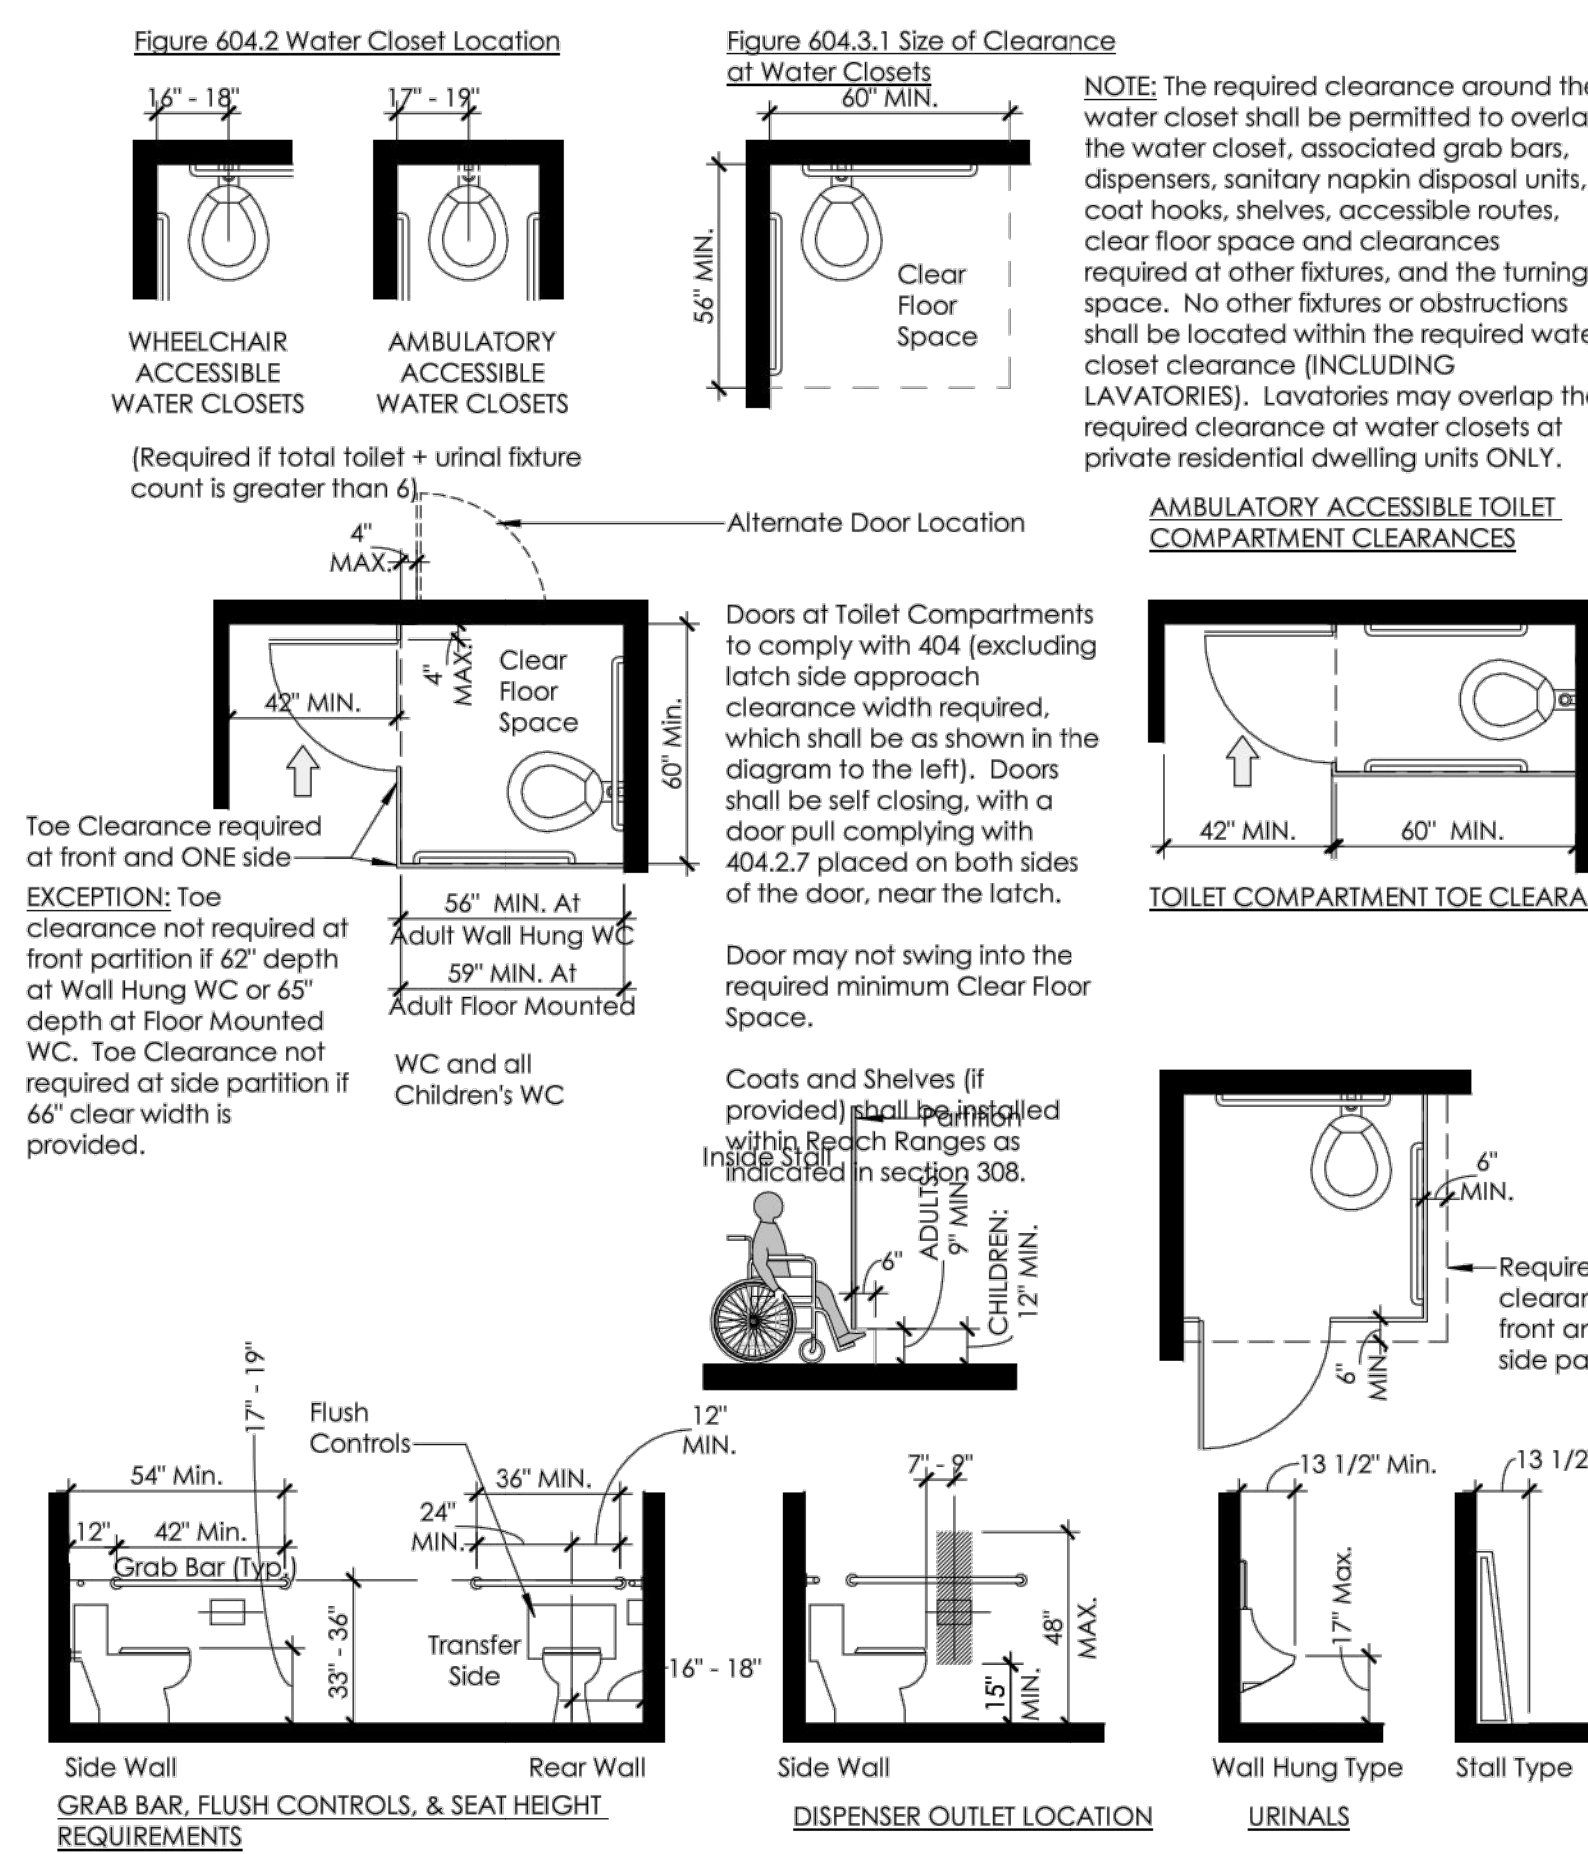 Figure 604.2 Water Closet Location
16" - 18"
17" - 19"
WHEELCHAIR
ACCESSIBLE
WATER CLOSETS
AMBULATORY
ACCESSIBLE
WATER CLOSETS
Figure 604.3.1 Size of Clearance
at Water Closets
60" MIN.
56" MIN.
Clear
Floor
Space
NOTE: The required clearance around the
water closet shall be permitted to overla
the water closet, associated grab bars,
dispensers, sanitary napkin disposal units,
coat hooks, shelves, accessible routes,
clear floor space and clearances
required at other fixtures, and the turning
space. No other fixtures or obstructions
shall be located within the required wate
closet clearance (INCLUDING
LAVATORIES). Lavatories may overlap the
required clearance at water closets at
private residential dwelling units ONLY.
(Required if total toilet + urinal fixture
count is greater than 6)
4"
MAX.
Alternate Door Location
4"
MAX.
Clear
Floor
Space
42" MIN.
60" Min.
Toe Clearance required
at front and ONE side
EXCEPTION: Toe
clearance not required at
front partition if 62" depth
at Wall Hung WC or 65"
depth at Floor Mounted
WC. Toe Clearance not
required at side partition if
66" clear width is
provided.
56" MIN. At
Adult Wall Hung WC
59" MIN. At
Adult Floor Mounted
WC and all
Children's WC
Doors at Toilet Compartments
to comply with 404 (excluding
latch side approach
clearance width required,
which shall be as shown in the
diagram to the left). Doors
shall be self closing, with a
door pull complying with
404.2.7 placed on both sides
of the door, near the latch.
Door may not swing into the
required minimum Clear Floor
Space.
Coats and Shelves (if
provided) shall be installed
within Reach Ranges as
indicated in section 308.
AMBULATORY ACCESSIBLE TOILET
COMPARTMENT CLEARANCES
42" MIN.
60" MIN.
TOILET COMPARTMENT TOE CLEARA
Partition
Inside Stall
6"
ADULTS
9" MIN.
CHILDREN:
12" MIN.
6"
MIN.
Require
clearan
front an
side pa
6"
MIN
17" - 19"
Flush
Controls
54" Min.
12"
42" Min.
Grab Bar (Typ.)
33" - 36"
36" MIN.
24"
MIN.
12"
MIN.
Transfer
Side
16" - 18"
Side Wall
Rear Wall
GRAB BAR, FLUSH CONTROLS, & SEAT HEIGHT
REQUIREMENTS
7" - 9"
48"
MAX.
15"
MIN.
Side Wall
DISPENSER OUTLET LOCATION
13 1/2" Min.
17" Max.
Wall Hung Type
13 1/2
Stall Type
URINALS